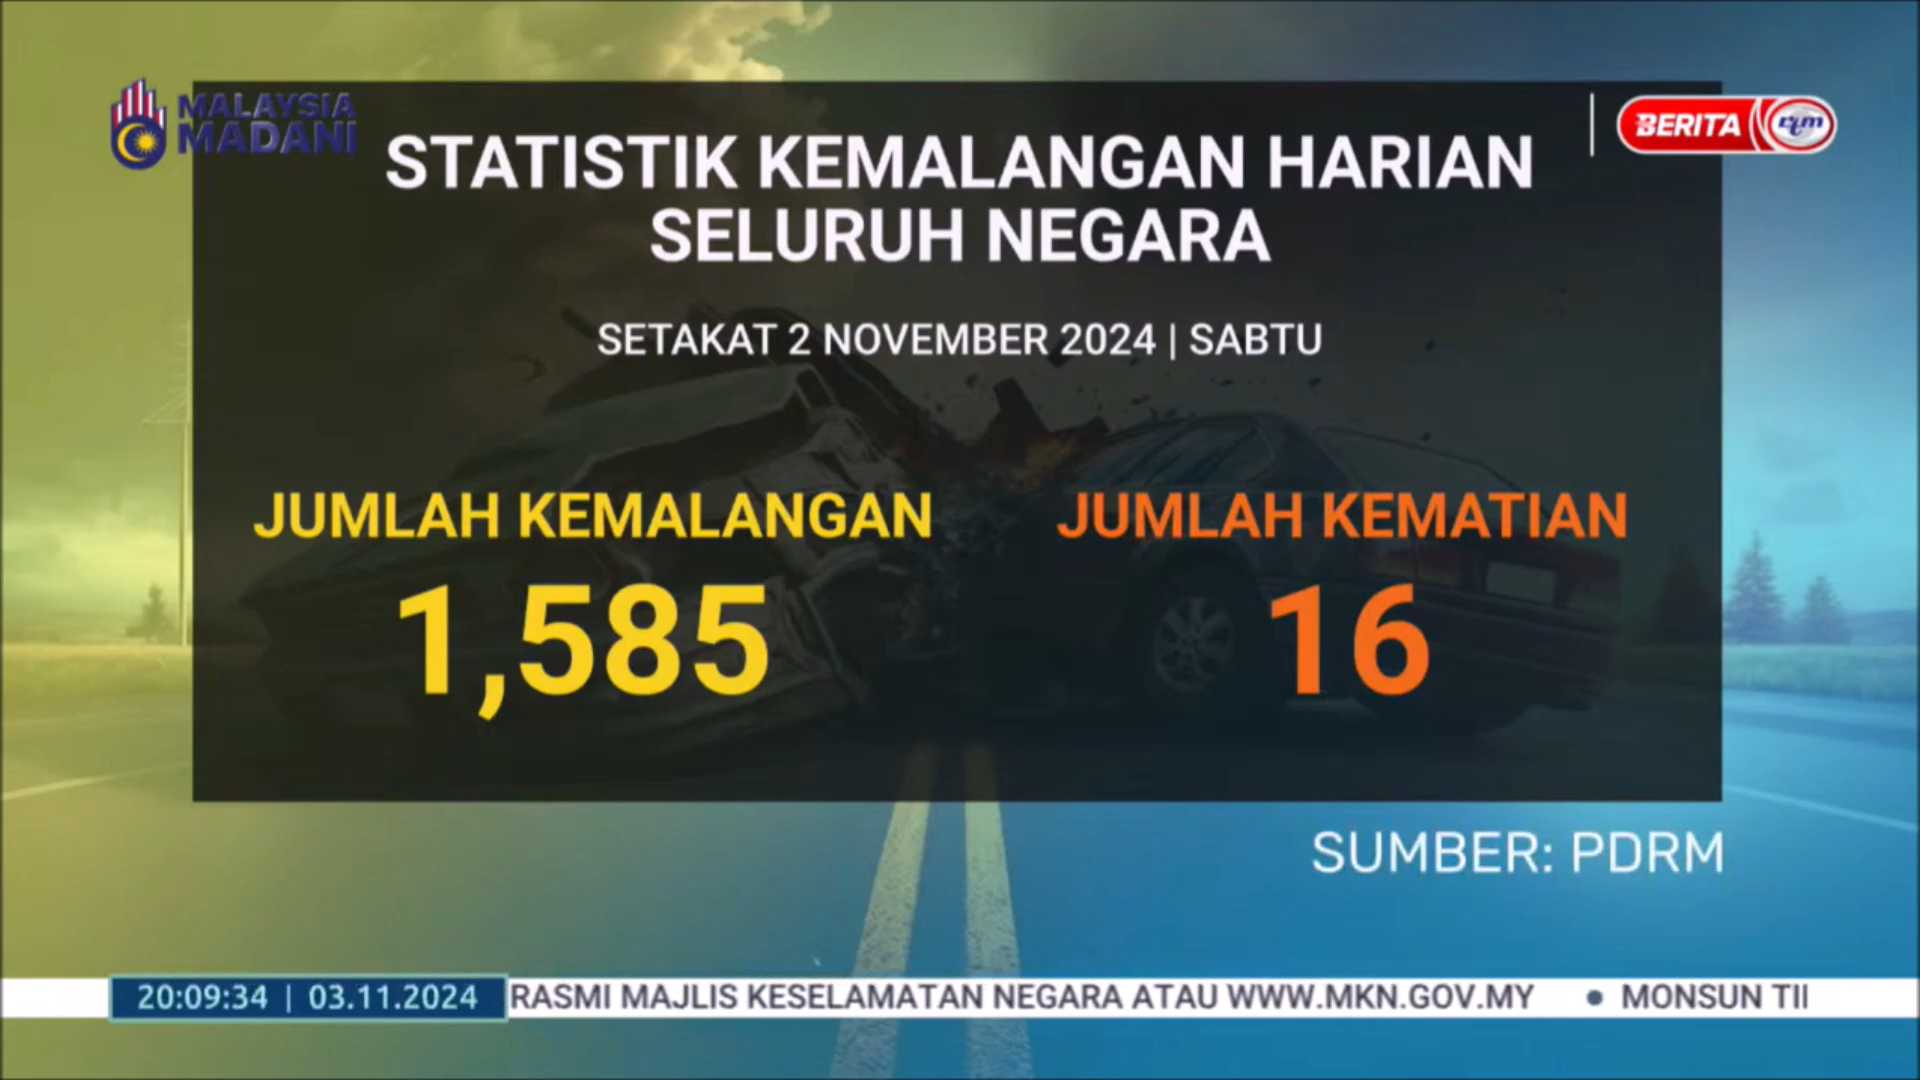 MALAYSIA
MADANI
BERITA rtm
STATISTIK KEMALANGAN HARIAN
SELURUH NEGARA
SETAKAT 2 NOVEMBER 2024 | SABTU
JUMLAH KEMALANGAN
1,585
JUMLAH KEMATIAN
16
SUMBER: PDRM
20:09:34 | 03.11.2024
RASMI MAJLIS KESELAMATAN NEGARA ATAU WWW.MKN.GOV.MY • MONSUN